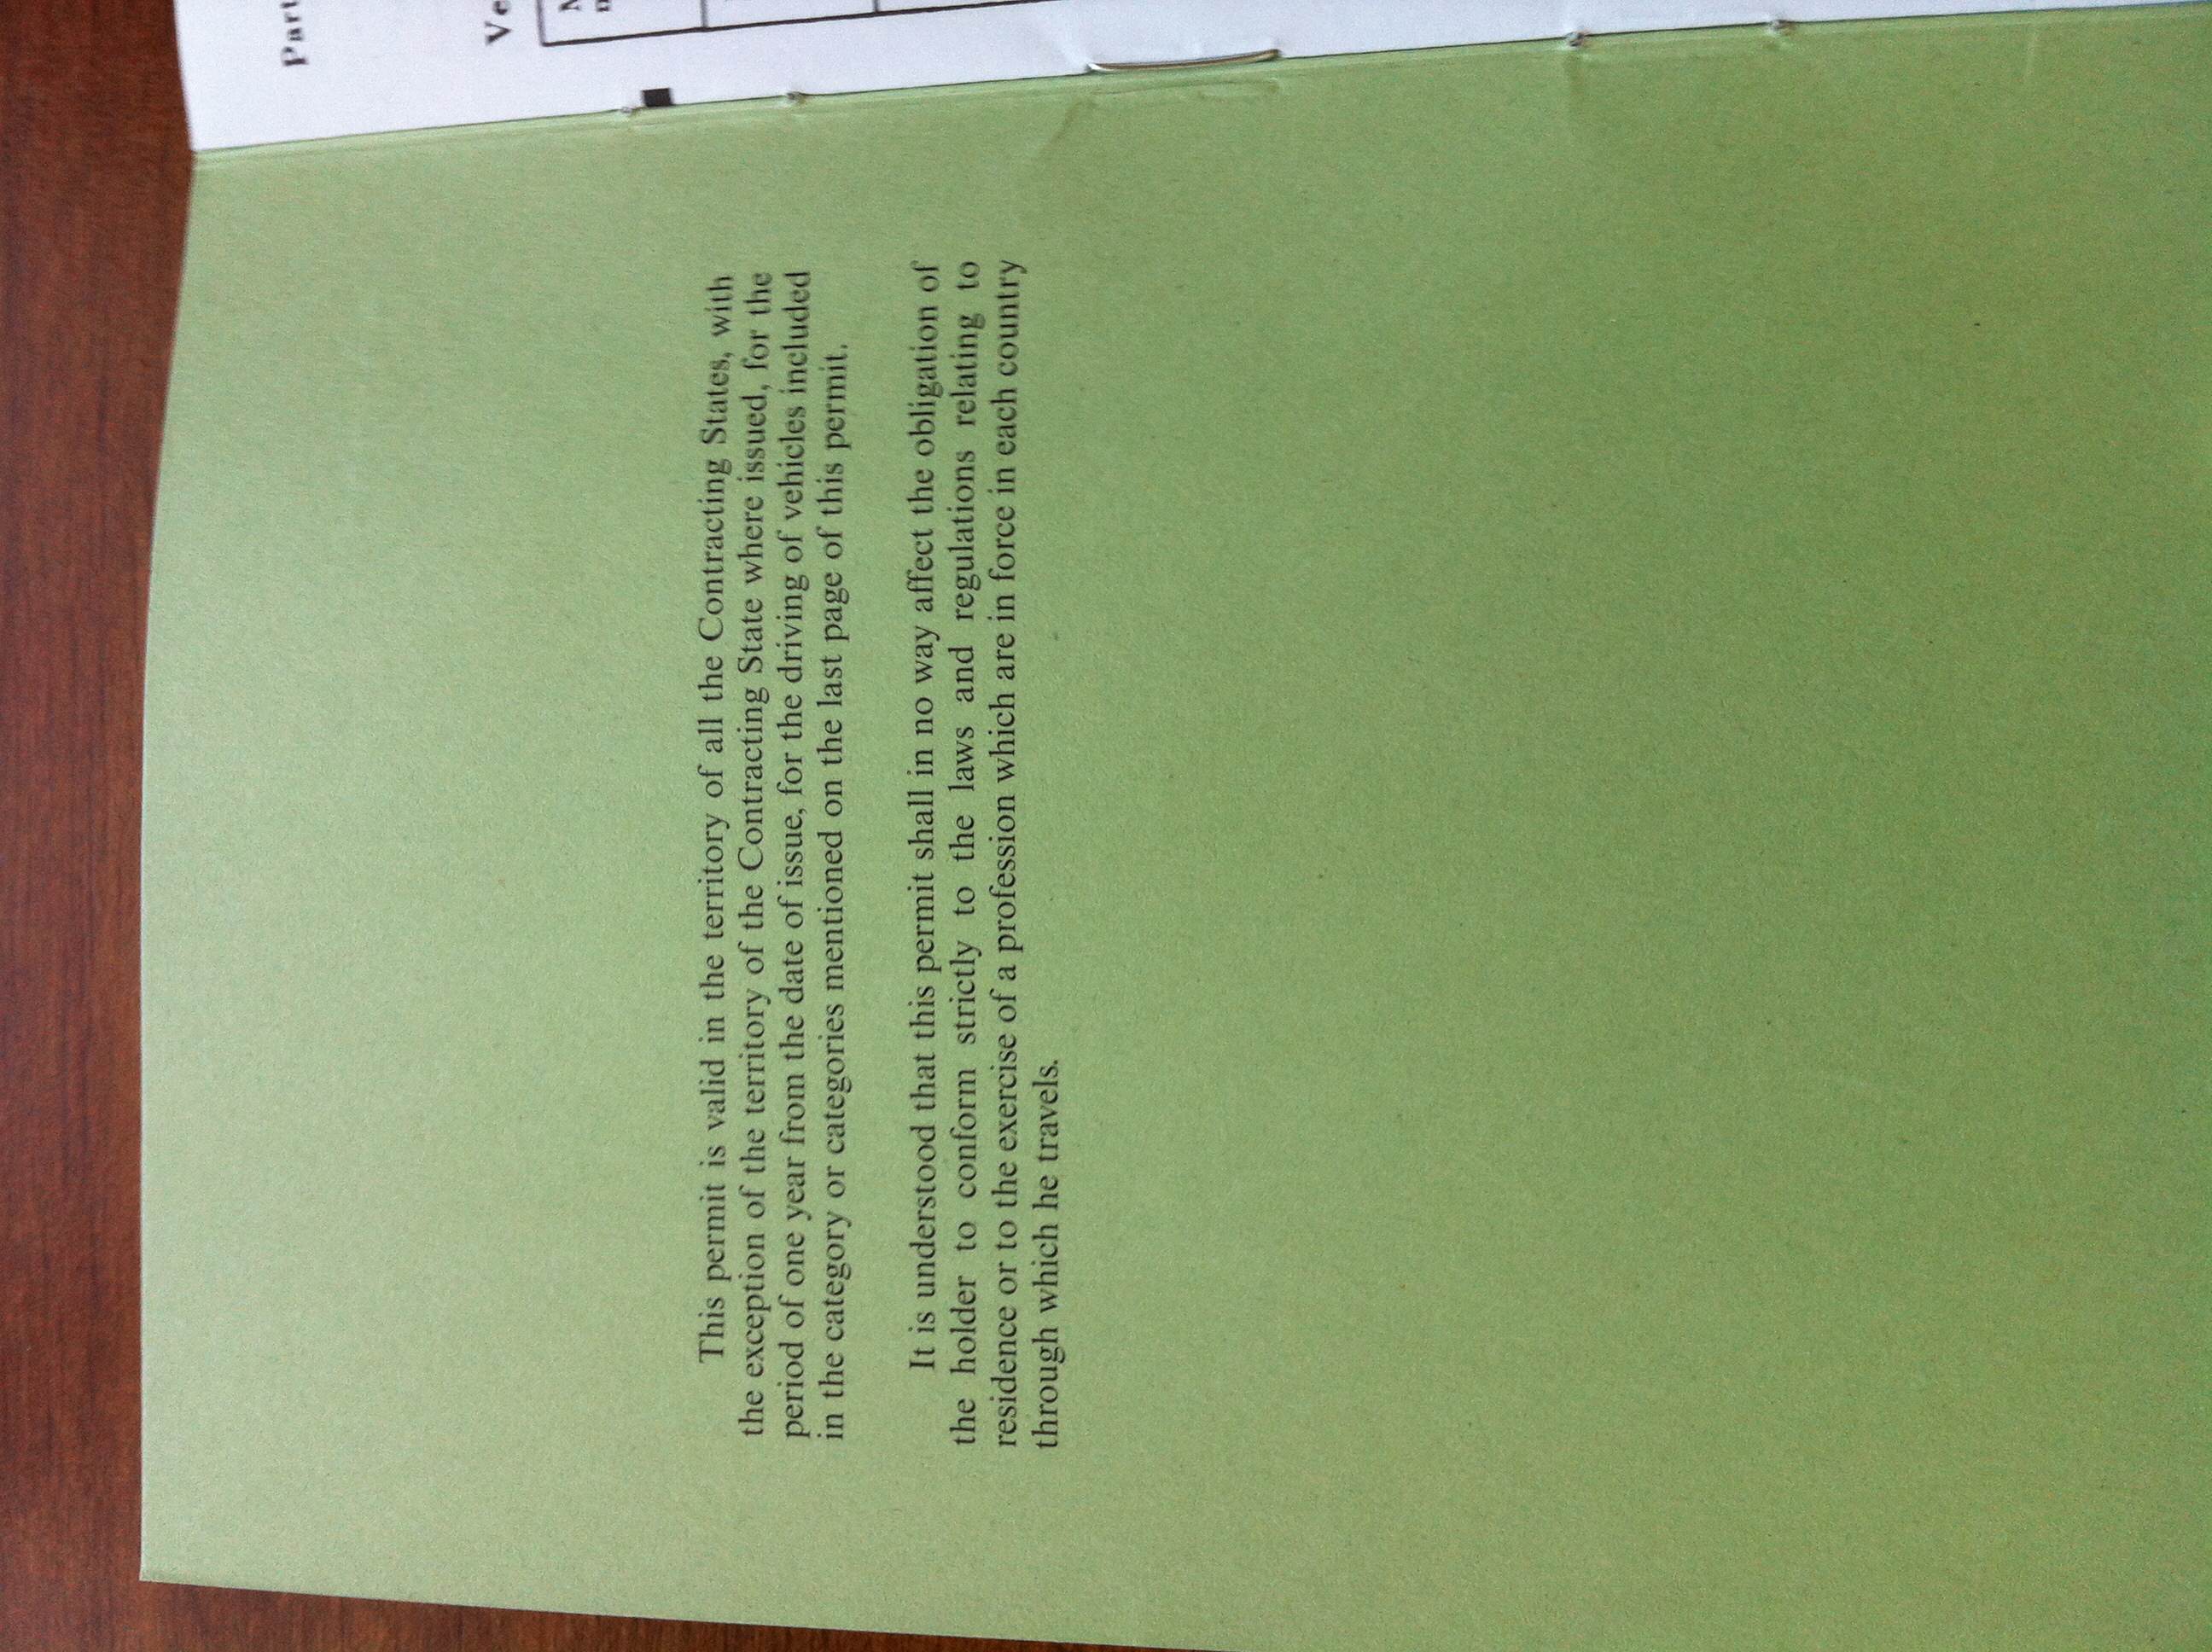 This permit is valid in the territory of all the Contracting States, with
the exception of the territory of the Contracting State where issued, for the
period of one year from the date of issue, for the driving of vehicles included
in the category or categories mentioned on the last page of this permit.
It is understood that this permit shall in no way affect the obligation of
the holder to conform strictly to the laws and regulations relating to
residence or to the exercise of a profession which are in force in each country
through which he travels.
Part
Ve